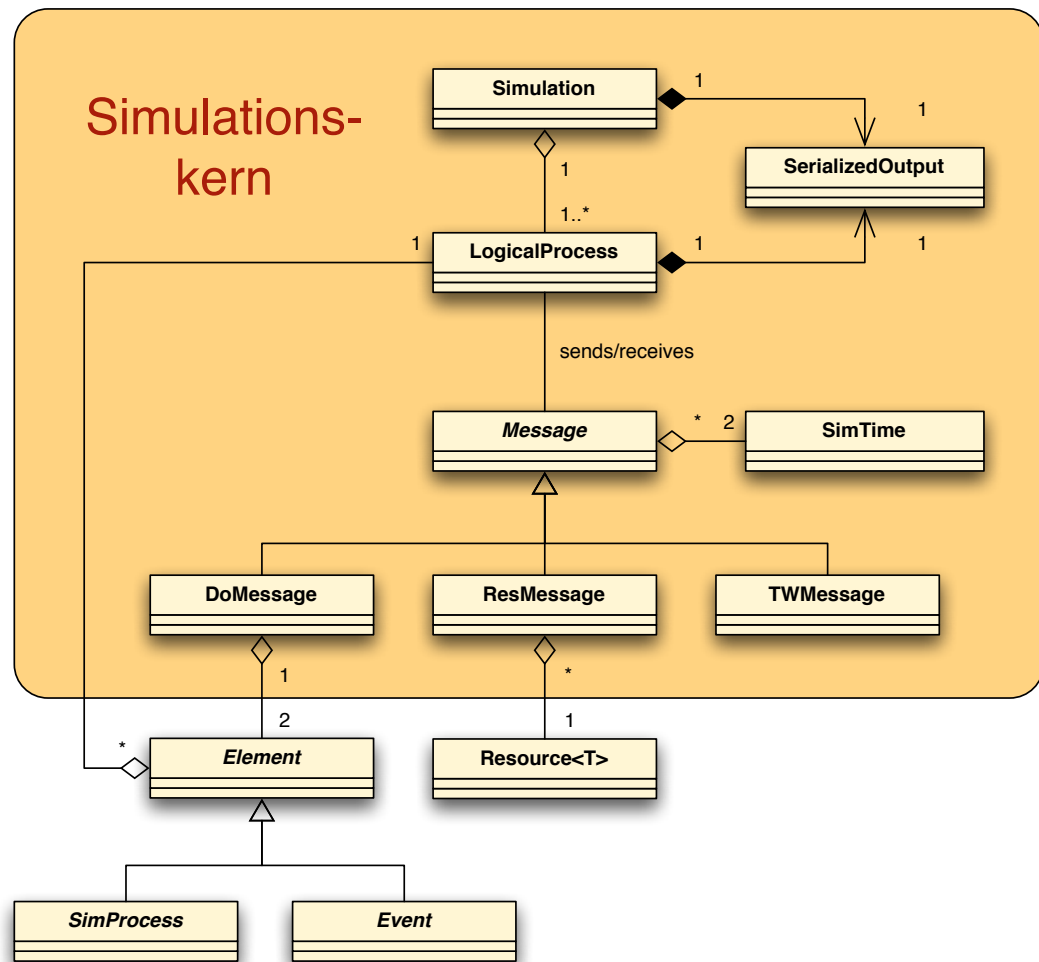 Simulations-
kern
Simulation
1
1
SerializedOutput
1
1..*
1
LogicalProcess
1
1
sends/receives
Message
*
2
SimTime
DoMessage
ResMessage
TWMessage
1
*
2
1
*
Element
Resource<T>
SimProcess
Event